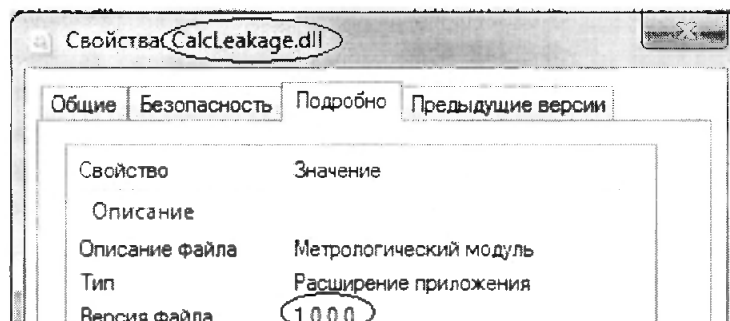 Свойства: CalcLeakage.dll
Общие Безопасность Подробно Предыдущие версии
Свойство Значение
Описание
Описание файла Метрологический модуль
Тип Расширение приложения
Версия файла 1.0.0.0